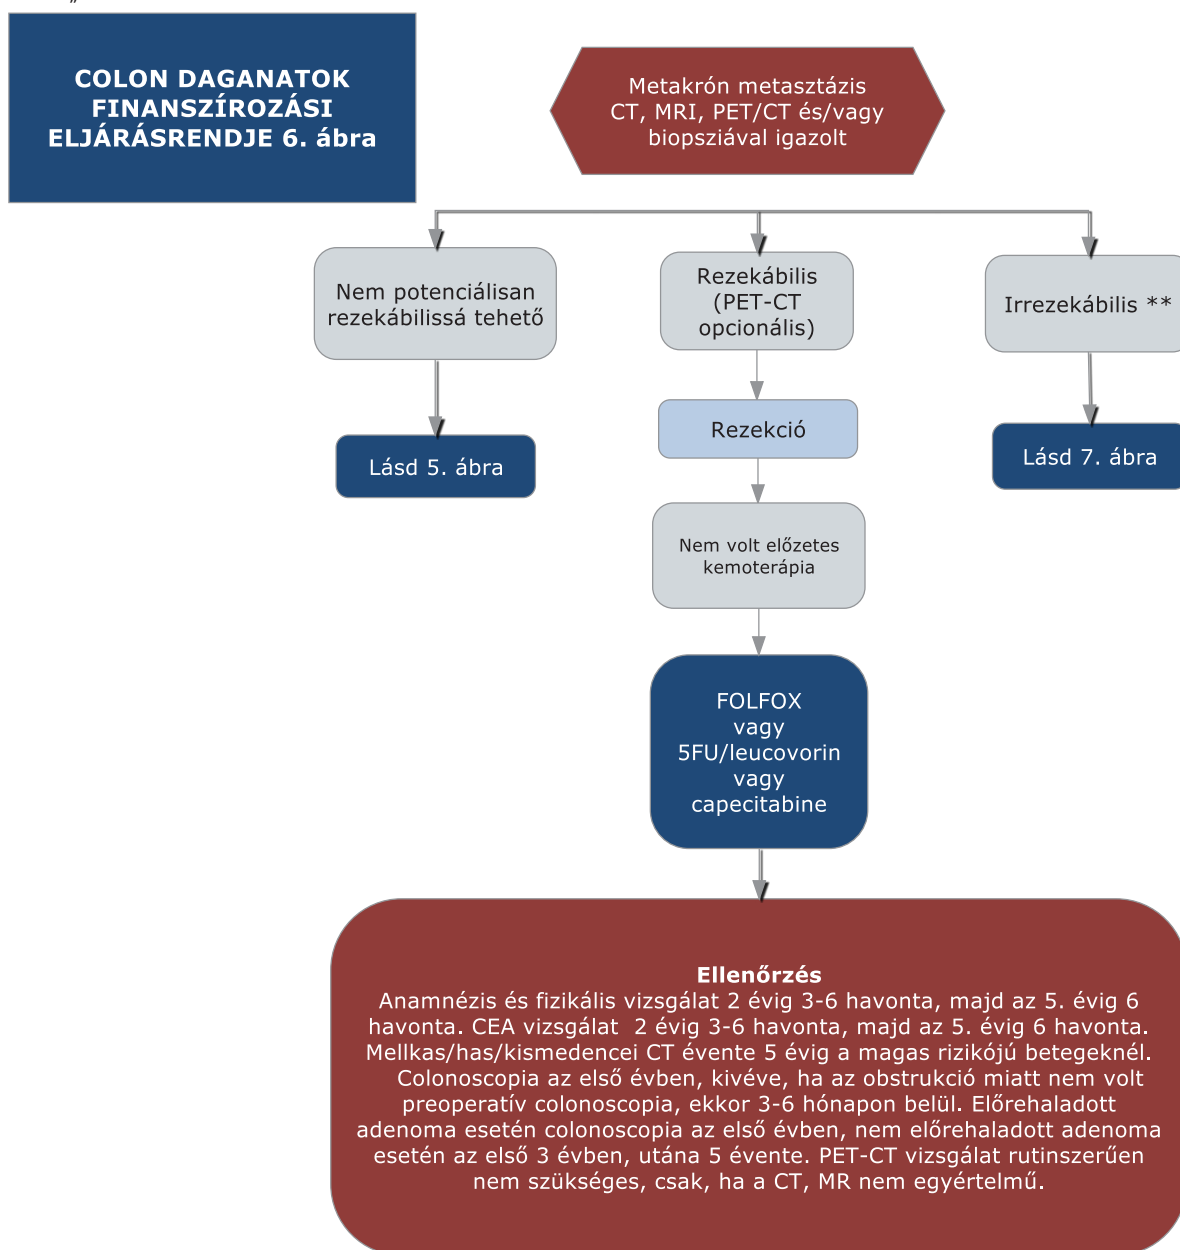 „
COLON DAGANATOK
FINANSZÍROZÁSI
ELJÁRÁSRENDJE 6. ábra
Metakrón metasztázis
CT, MRI, PET/CT és/vagy
biopsziával igazolt
Nem potenciálisan
rezekábilissá tehető
Rezekábilis
(PET-CT
opcionális)
Irrezekábilis **
Lásd 5. ábra
Rezekció
Lásd 7. ábra
Nem volt előzetes
kemoterápia
FOLFOX
vagy
5FU/leucovorin
vagy
capecitabine
Ellenőrzés
Anamnézis és fizikális vizsgálat 2 évig 3-6 havonta, majd az 5. évig 6
havonta. CEA vizsgálat 2 évig 3-6 havonta, majd az 5. évig 6 havonta.
Mellkas/has/kismedencei CT évente 5 évig a magas rizikójú betegeknél.
Colonoscopia az első évben, kivéve, ha az obstrukció miatt nem volt
preoperatív colonoscopia, ekkor 3-6 hónapon belül. Előrehaladott
adenoma esetén colonoscopia az első évben, nem előrehaladott adenoma
esetén az első 3 évben, utána 5 évente. PET-CT vizsgálat rutinszerűen
nem szükséges, csak, ha a CT, MR nem egyértelmű.